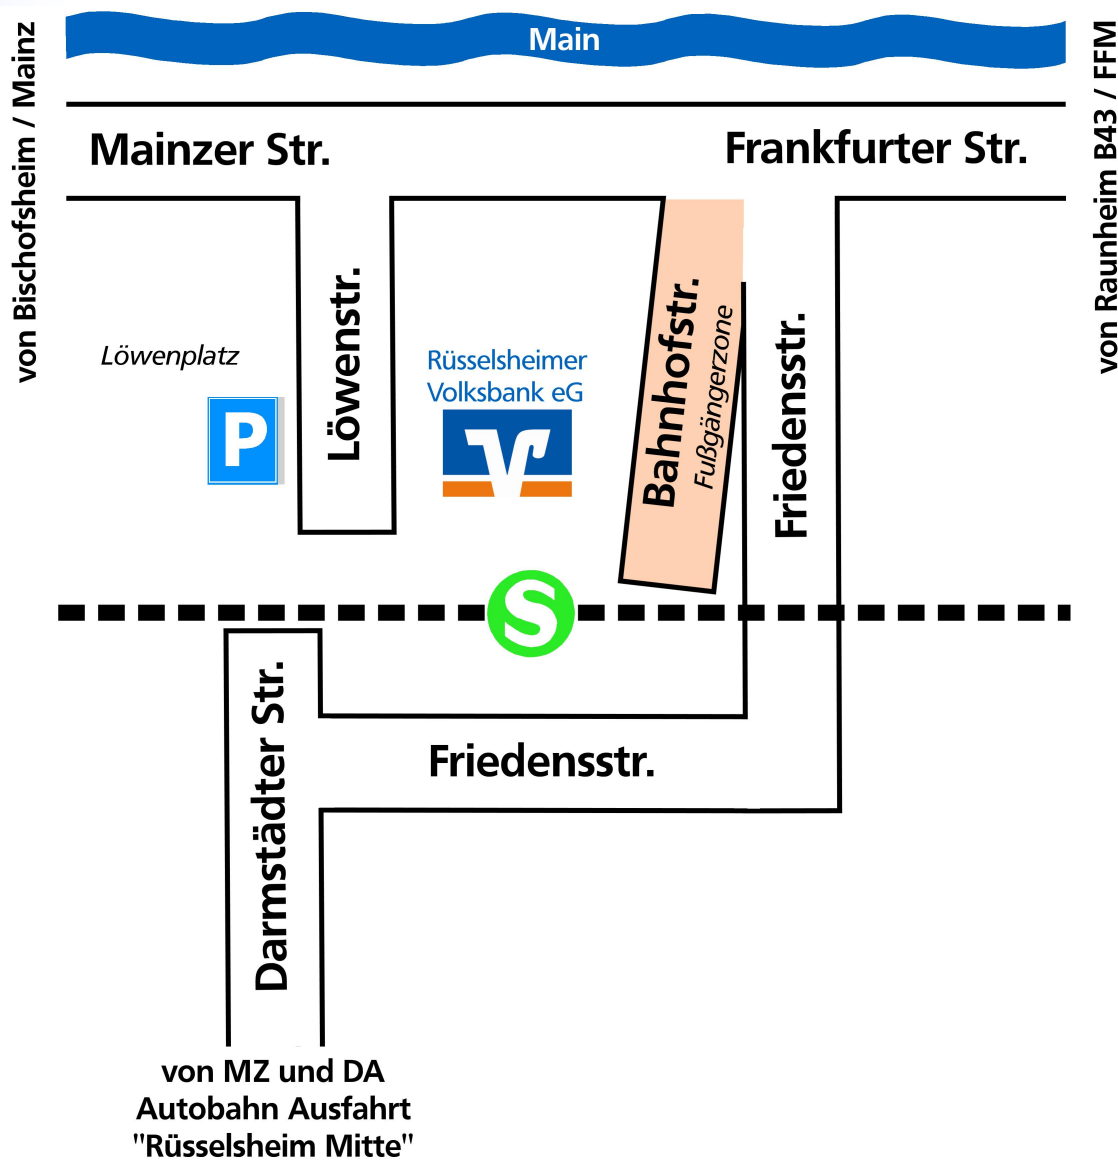 Main
von Bischofsheim / Mainz
von Raunheim B43 / FFM
Mainzer Str.
Frankfurter Str.
Löwenstr.
Bahnhofstr.
Fußgängerzone
Friedensstr.
Löwenplatz
P
Rüsselsheimer
Volksbank eG
S
Darmstädter Str.
Friedensstr.
von MZ und DA
Autobahn Ausfahrt
"Rüsselsheim Mitte"